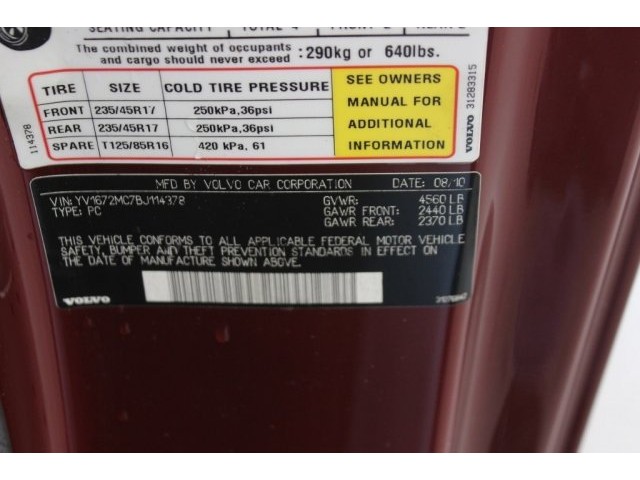 SEATING CAPACITY TOTAL 4 FRONT 2 REAR 2
The combined weight of occupants
and cargo should never exceed : 290kg or 640lbs.
TIRE SIZE COLD TIRE PRESSURE
FRONT 235/45R17 250kPa,36psi
REAR 235/45R17 250kPa,36psi
SPARE T125/85R16 420 kPa, 61
SEE OWNERS
MANUAL FOR
ADDITIONAL
INFORMATION
114378
VOLVO 31283315
MFD BY VOLVO CAR CORPORATION DATE: 08/10
VIN: YV1672MC7BJ114378 GVWR: 4560 LB
TYPE: PC GAWR FRONT: 2440 LB
GAWR REAR: 2370 LB
THIS VEHICLE CONFORMS TO ALL APPLICABLE FEDERAL MOTOR VEHICLE
SAFETY, BUMPER AND THEFT PREVENTION STANDARDS IN EFFECT ON
THE DATE OF MANUFACTURE SHOWN ABOVE.
VOLVO